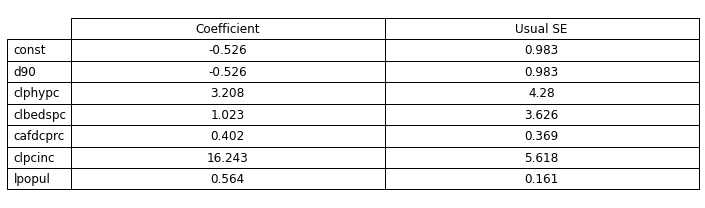 Coefficient Usual SE
const -0.526 0.983
d90 -0.526 0.983
clphypc 3.208 4.28
clbedspc 1.023 3.626
cafdcprc 0.402 0.369
clpcinc 16.243 5.618
lpopul 0.564 0.161